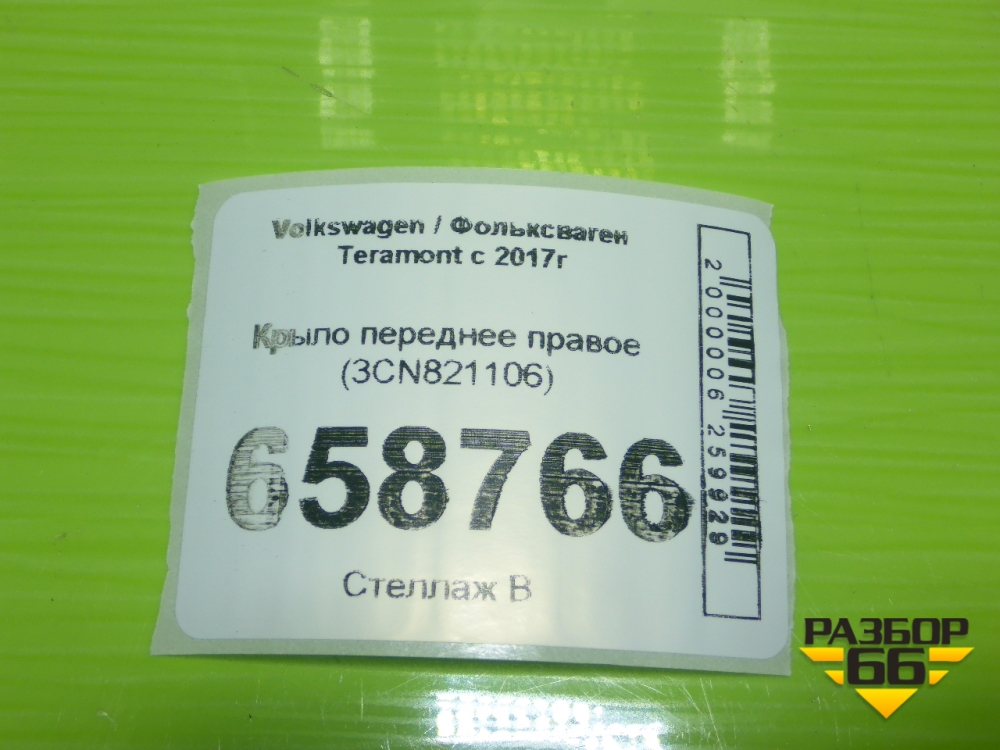 Volkswagen / Фольксваген
Teramont с 2017г
Крыло переднее правое
(3CN821106)
658766
Стеллаж В
2000006259929
РАЗБОР
66